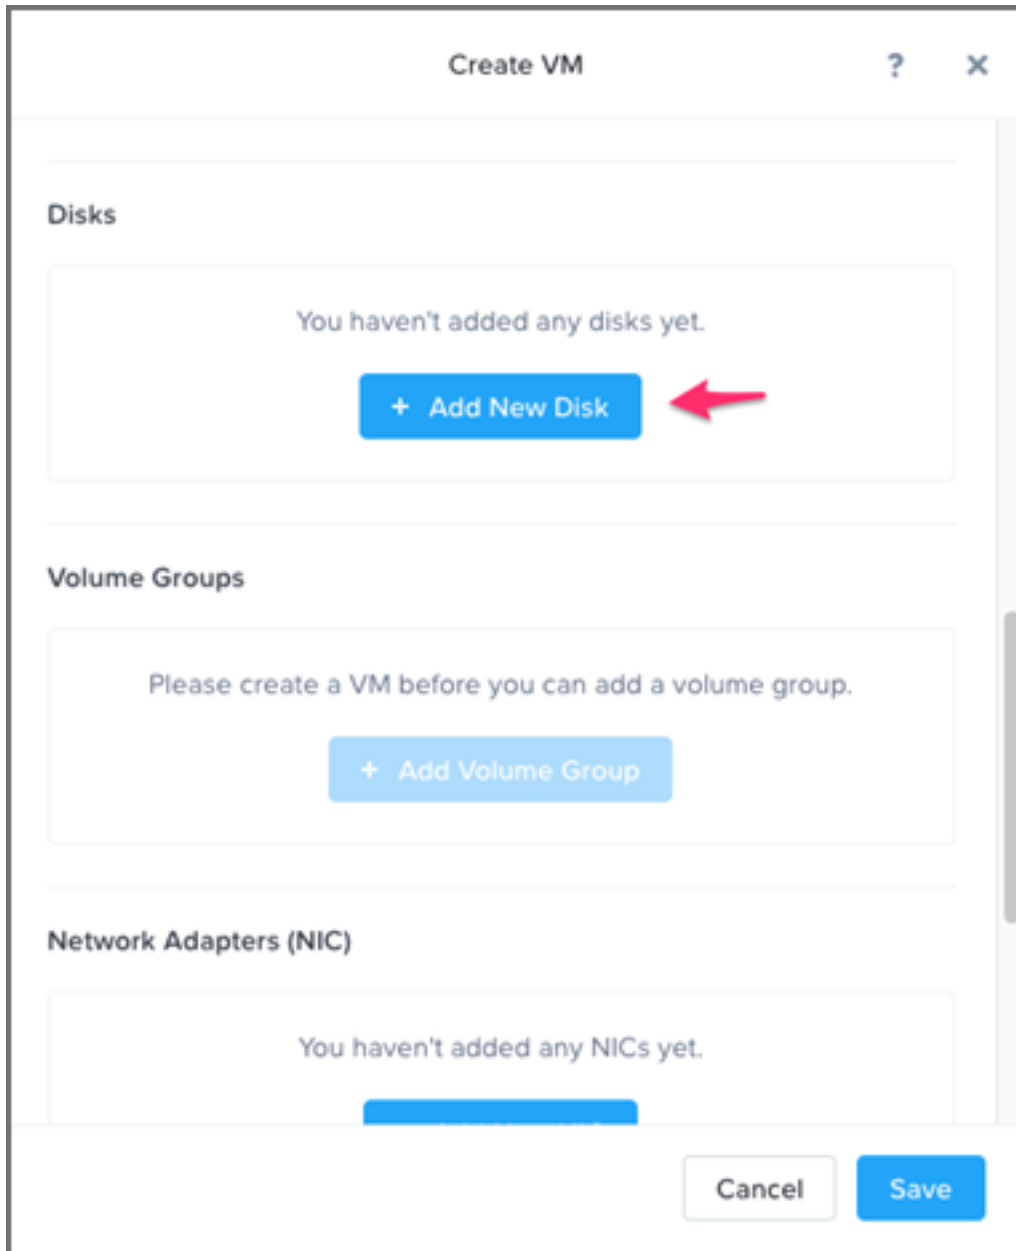 Create VM ? ×
Disks
You haven't added any disks yet.
+ Add New Disk
Volume Groups
Please create a VM before you can add a volume group.
+ Add Volume Group
Network Adapters (NIC)
You haven't added any NICs yet.
Cancel Save